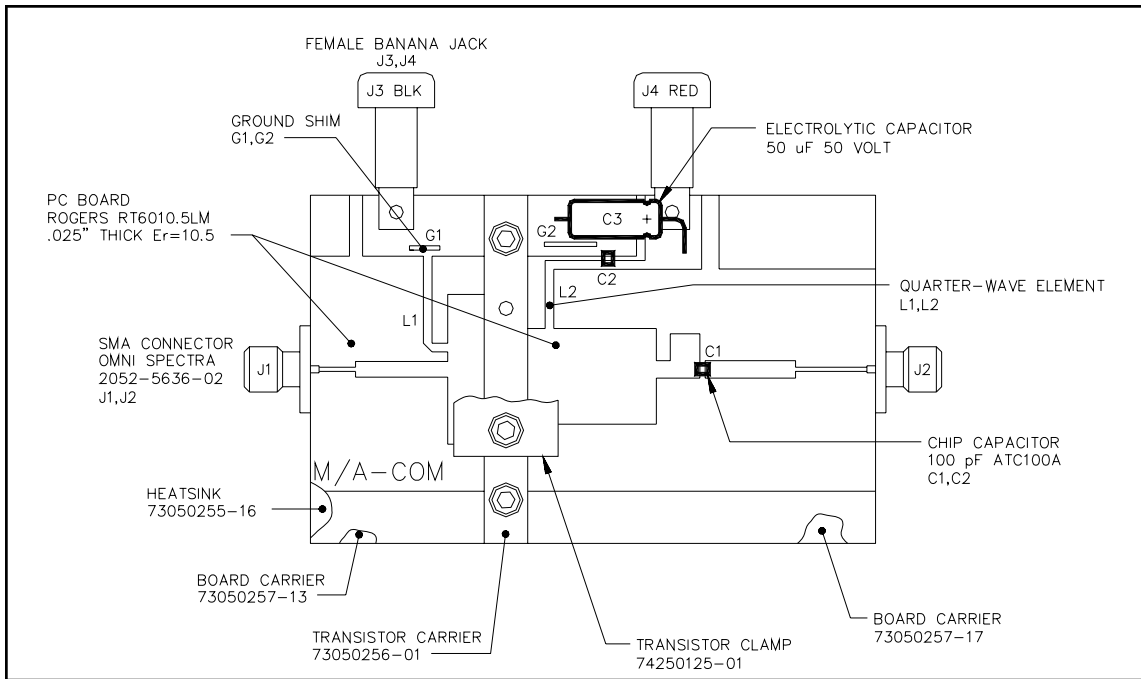 FEMALE BANANA JACK
J3,J4
J3 BLK
J4 RED
GROUND SHIM
G1,G2
ELECTROLYTIC CAPACITOR
50 uF 50 VOLT
PC BOARD
ROGERS RT6010.5LM
.025" THICK Er=10.5
C3
+
G1
G2
C2
QUARTER-WAVE ELEMENT
L1,L2
L2
L1
SMA CONNECTOR
OMNI SPECTRA
2052-5636-02
J1,J2
J1
C1
J2
CHIP CAPACITOR
100 pF ATC100A
C1,C2
M/A-COM
HEATSINK
73050255-16
BOARD CARRIER
73050257-13
TRANSISTOR CARRIER
73050256-01
TRANSISTOR CLAMP
74250125-01
BOARD CARRIER
73050257-17